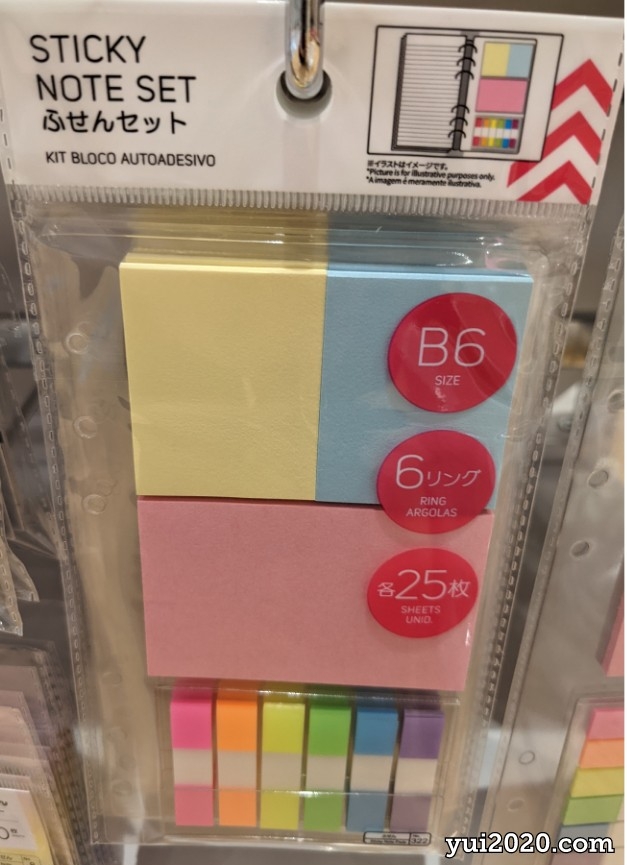 STICKY
NOTE SET
ふせんセット
KIT BLOCO AUTOADESIVO
※イラストはイメージです。
*Picture is for illustrative purposes only.
*A imagem é meramente ilustrativa.
B6
SIZE
6リング
RING
ARGOLAS
各25枚
SHEETS
UNID.
122
yui2020.com